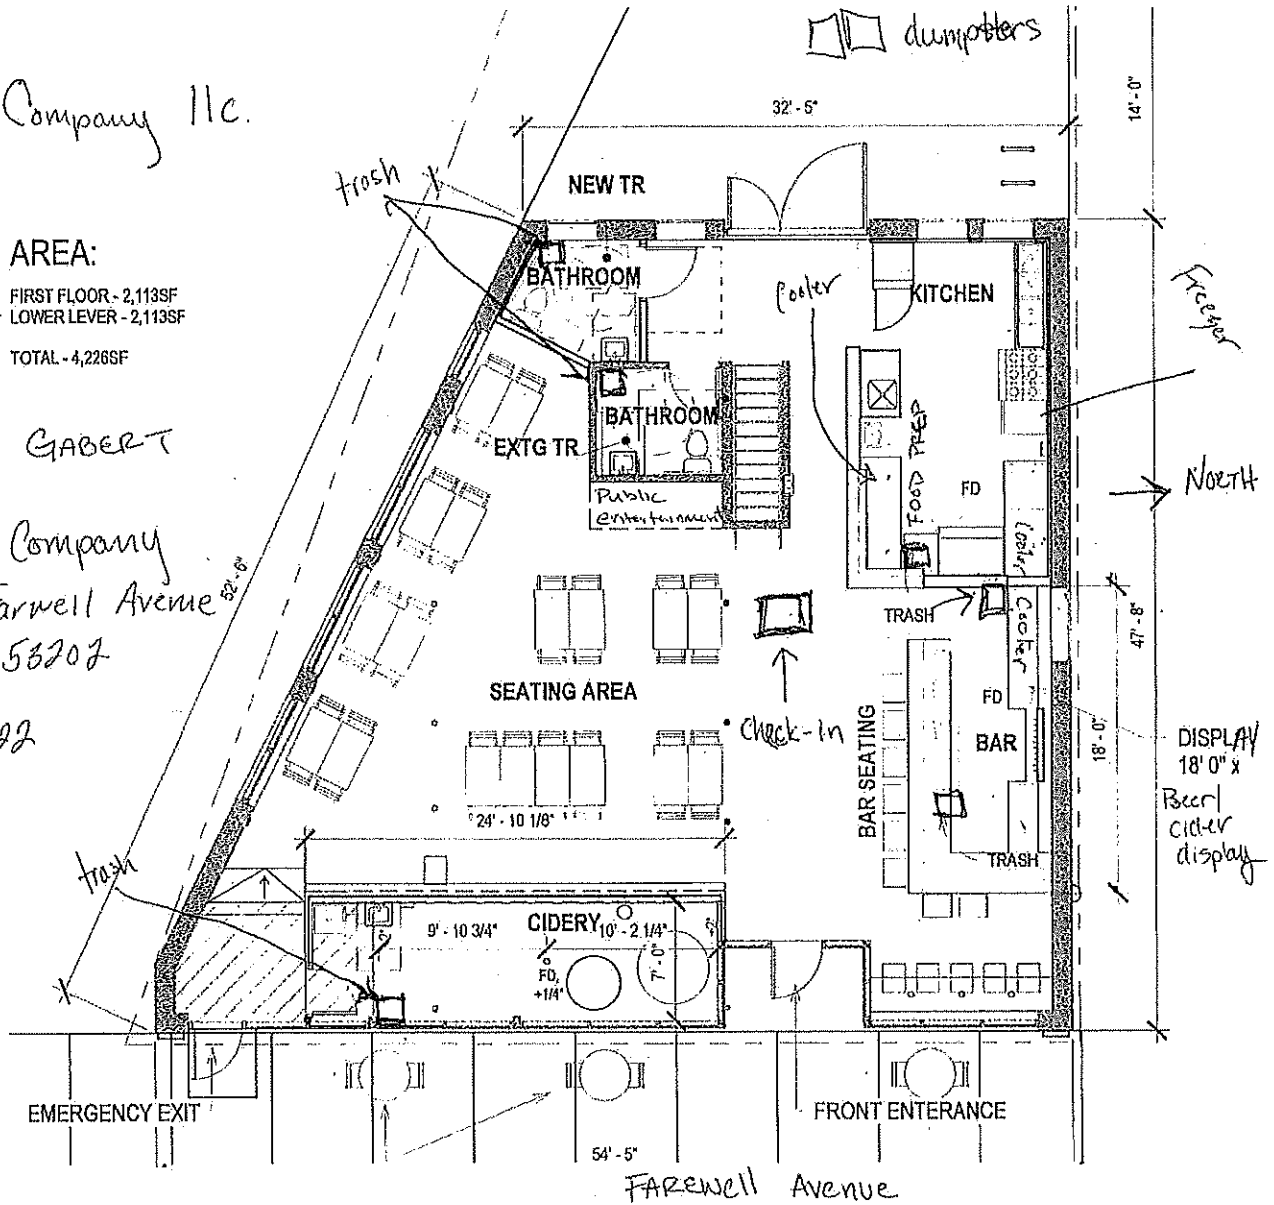 dumpsters
Company llc.
32' - 5"
14' - 0"
trash
NEW TR
AREA:
FIRST FLOOR - 2,113SF
LOWER LEVER - 2,113SF
TOTAL - 4,226SF
BATHROOM
Cooler
KITCHEN
Freezer
GABERT
EXTG TR
BATHROOM
FOOD PREP
FD
NORTH
Public
entertainment
Cooler
Company
Farwell Avenue
53202
52' - 6"
TRASH
Cooler
47' - 8"
SEATING AREA
Check-In
BAR SEATING
FD
BAR
18' - 0"
DISPLAY
18' 0" x
Beer/
cider
display
22
24' - 10 1/8"
TRASH
trash
CIDERY
9' - 10 3/4"
10' - 2 1/4"
7' - 0"
FD,
+1/4"
EMERGENCY EXIT
FRONT ENTERANCE
54' - 5"
FAREWell Avenue